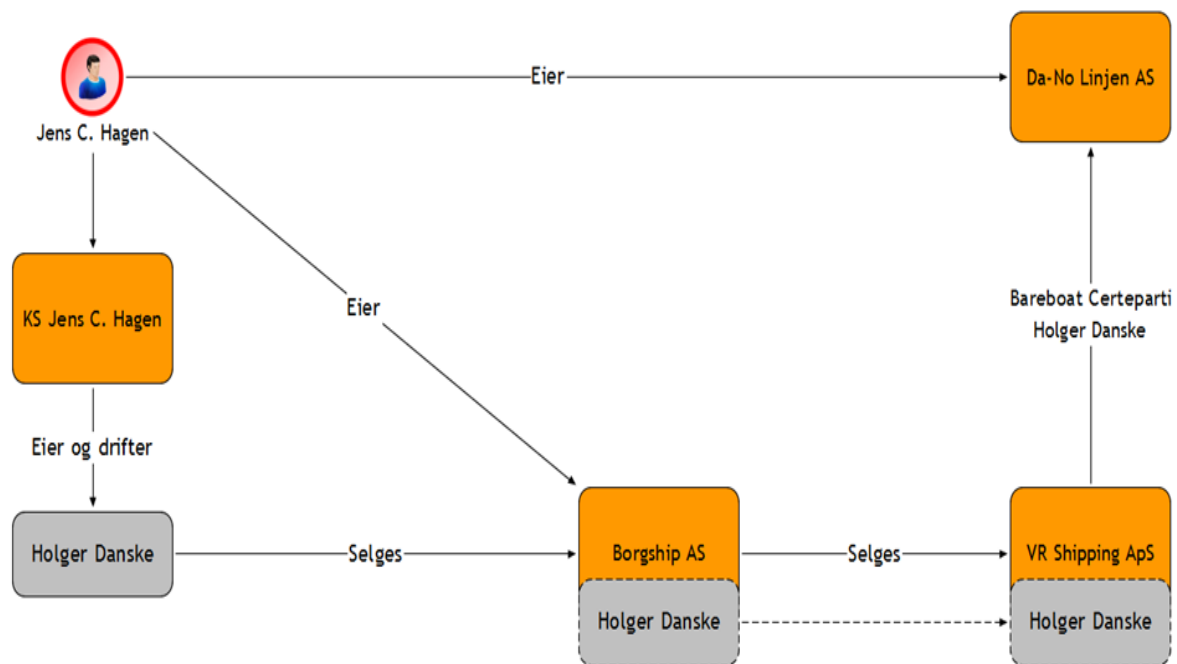 Eier
Da-No Linjen AS
Jens C. Hagen
KS Jens C. Hagen
Eier
Bareboat Certeparti
Holger Danske
Eier og drifter
Holger Danske
Selges
Borgship AS
Selges
VR Shipping ApS
Holger Danske
Holger Danske